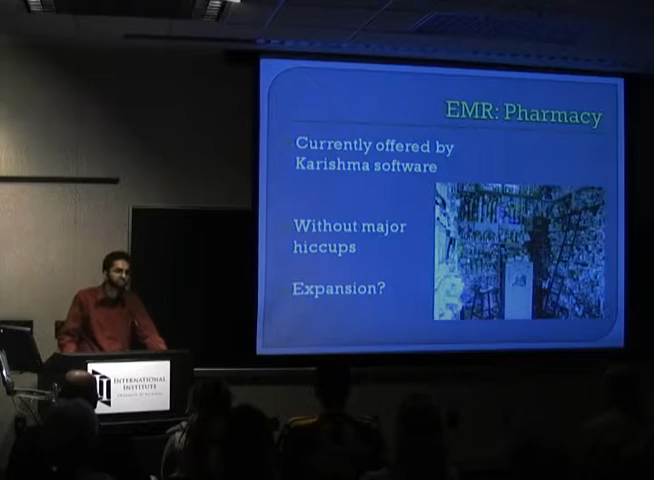 EMR: Pharmacy
Currently offered by
Karishma software
Without major
hiccups
Expansion?
INTERNATIONAL
INSTITUTE